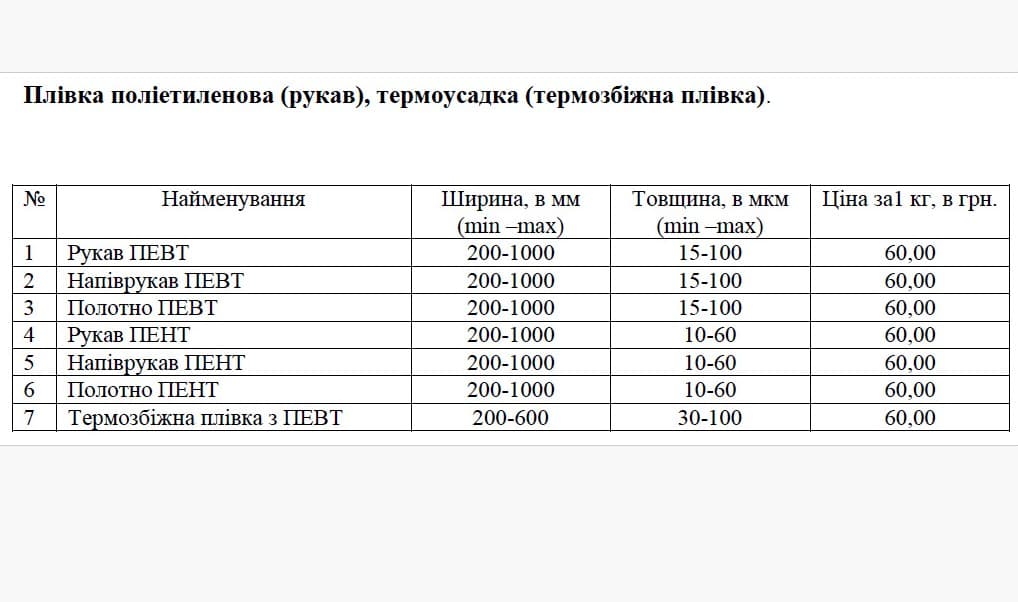 Плівка поліетиленова (рукав), термоусадка (термозбіжна плівка).
№ Найменування Ширина, в мм (min –max) Товщина, в мкм (min –max) Ціна за1 кг, в грн.
1 Рукав ПЕВТ 200-1000 15-100 60,00
2 Напіврукав ПЕВТ 200-1000 15-100 60,00
3 Полотно ПЕВТ 200-1000 15-100 60,00
4 Рукав ПЕНТ 200-1000 10-60 60,00
5 Напіврукав ПЕНТ 200-1000 10-60 60,00
6 Полотно ПЕНТ 200-1000 10-60 60,00
7 Термозбіжна плівка з ПЕВТ 200-600 30-100 60,00